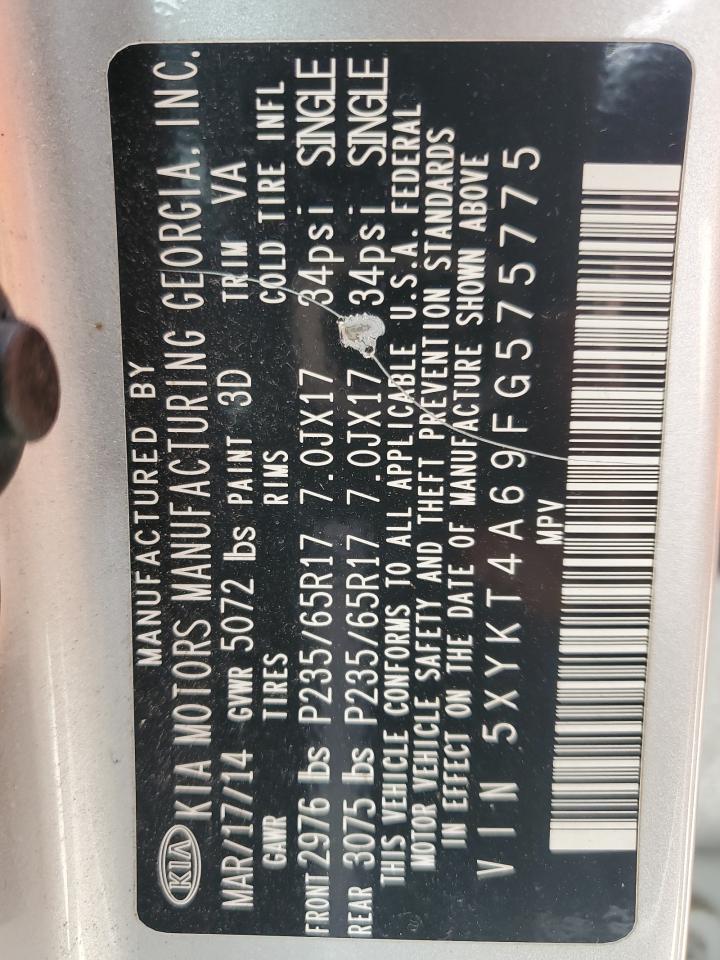 MANUFACTURED BY
KIA KIA MOTORS MANUFACTURING GEORGIA, INC.
MAR/17/14 GVWR 5072 lbs PAINT 3D TRIM VA
GAWR TIRES RIMS COLD TIRE INFL
FRONT 2976 lbs P235/65R17 7.0JX17 34psi SINGLE
REAR 3075 lbs P235/65R17 7.0JX17 34psi SINGLE
THIS VEHICLE CONFORMS TO ALL APPLICABLE U.S.A. FEDERAL
MOTOR VEHICLE SAFETY AND THEFT PREVENTION STANDARDS
IN EFFECT ON THE DATE OF MANUFACTURE SHOWN ABOVE
VIN 5XYKT4A69FG575775
MPV